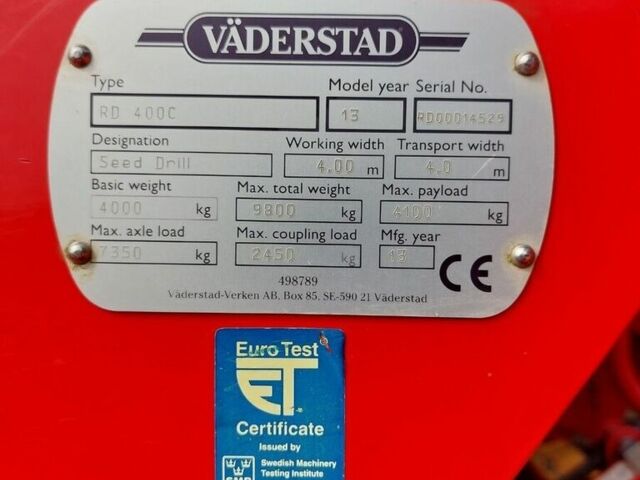 VÄDERSTAD
Type Model year Serial No.
RD 400C 13 RD00014529
Designation Working width Transport width
Seed Drill 4.00 m 4.0 m
Basic weight Max. total weight Max. payload
4000 kg 9800 kg 4100 kg
Max. axle load Max. coupling load Mfg. year
7350 kg 2450 kg 13 CE
498789
Väderstad-Verken AB, Box 85, SE-590 21 Väderstad
Euro Test
ET
Certificate
Issued by
Swedish Machinery
SMP Testing Institute